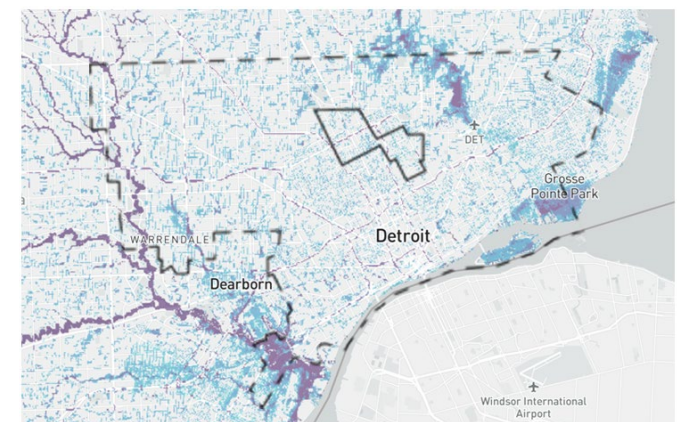 DET
Grosse
Pointe Park
WARRENDALE
Detroit
Dearborn
Windsor International
Airport